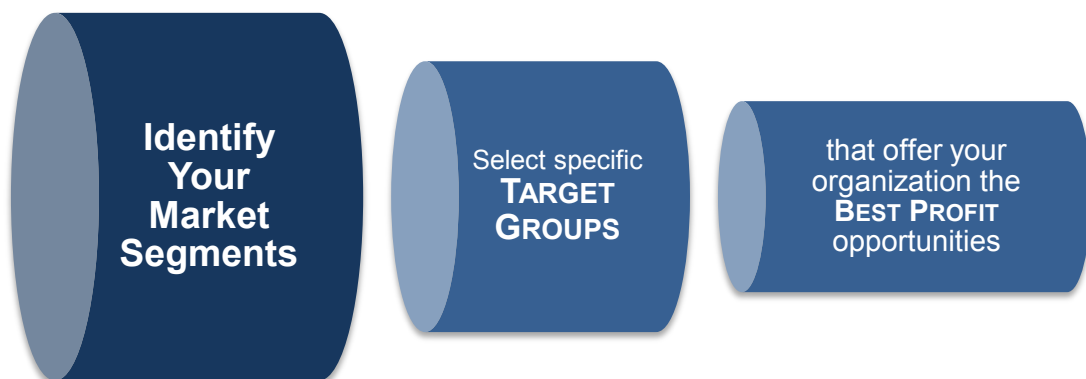 Identify
Your
Market
Segments
Select specific
TARGET
GROUPS
that offer your
organization the
BEST PROFIT
opportunities